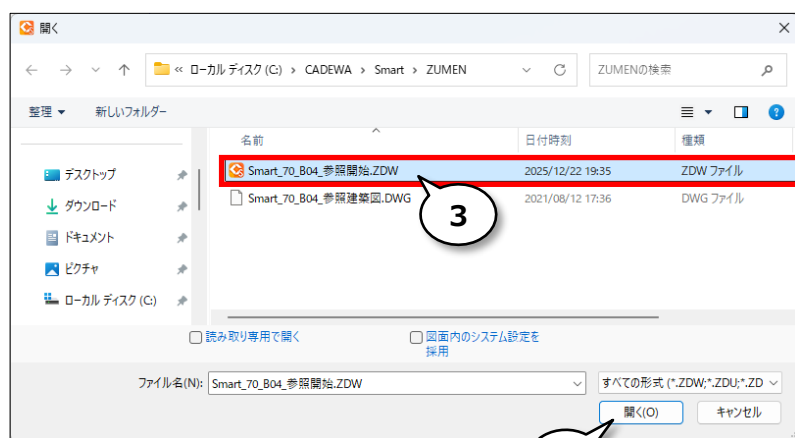 開く
« ローカル ディスク (C:) › CADEWA › Smart › ZUMEN
ZUMENの検索
整理 新しいフォルダー
名前 日付時刻 種類
Smart_70_B04_参照開始.ZDW 2025/12/22 19:35 ZDW ファイル
Smart_70_B04_参照建築図.DWG 2021/08/12 17:36 DWG ファイル
3
デスクトップ
ダウンロード
ドキュメント
ピクチャ
ローカル ディスク (C:)
読み取り専用で開く
図面内のシステム設定を
採用
ファイル名(N): Smart_70_B04_参照開始.ZDW
すべての形式 (*.ZDW;*.ZDU;*.ZD
開く(O) キャンセル